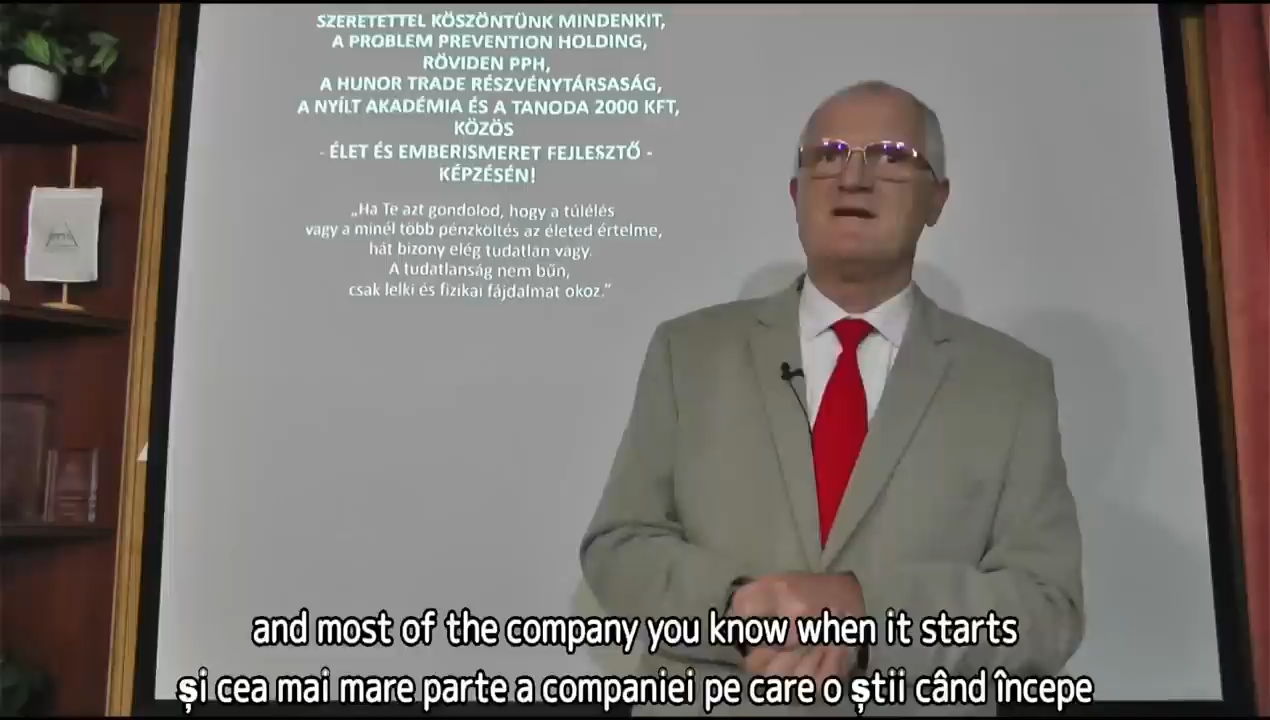 SZERETETTEL KÖSZÖNTÜNK MINDENKIT,
A PROBLEM PREVENTION HOLDING,
RÖVIDEN PPH,
A HUNOR TRADE RÉSZVÉNYTÁRSASÁG,
A NYÍLT AKADÉMIA ÉS A TANODA 2000 KFT,
KÖZÖS
- ÉLET ÉS EMBERISMERET FEJLESZTŐ -
KÉPZÉSÉN!
„Ha Te azt gondolod, hogy a túlélés
vagy a minél több pénzköltés az életed értelme,
hát bizony elég tudatlan vagy.
A tudatlanság nem bűn,
csak lelki és fizikai fájdalmat okoz.”
and most of the company you know when it starts
și cea mai mare parte a companiei pe care o știi când începe